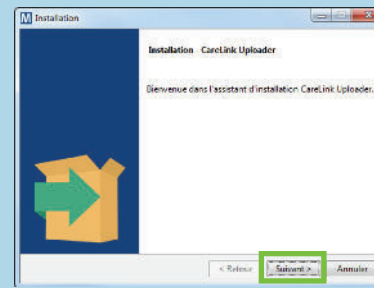 M Installation
Installation - CareLink Uploader
Bienvenue dans l'assistant d'installation CareLink Uploader.
< Retour
Suivant >
Annuler